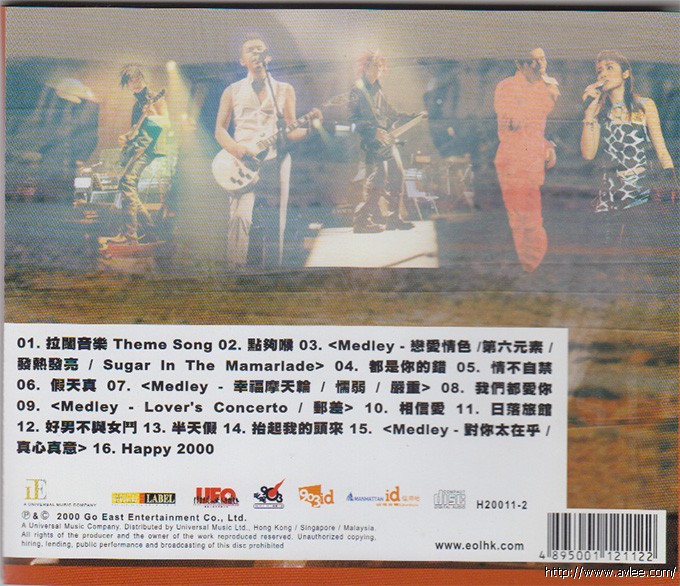 01. 拉闊音樂 Theme Song 02. 點夠喉 03. <Medley - 戀愛情色 /第六元素 /
發熱發亮 / Sugar In The Mamarlade> 04. 都是你的錯 05. 情不自禁
06. 假天真 07. <Medley - 幸福摩天輪 / 懦弱 / 嚴重> 08. 我們都愛你
09. <Medley - Lover's Concerto / 郵差> 10. 相信愛 11. 日落旅館
12. 好男不與女鬥 13. 半天假 14. 抬起我的頭來 15. <Medley - 對你太在乎 /
真心真意> 16. Happy 2000
A UNIVERSAL MUSIC COMPANY
LABEL
UFO
903
903id
MANHATTAN id
COMPACT disc DIGITAL AUDIO
H20011-2
℗ & © 2000 Go East Entertainment Co., Ltd.
A Universal Music Company. Distributed by Universal Music Ltd., Hong Kong / Singapore / Malaysia.
All rights of the producer and the owner of the work reproduced reserved. Unauthorized copying,
hiring, lending, public performance and broadcasting of this disc prohibited
www.eolhk.com
4 895001 121122
http://www.avlee.com/